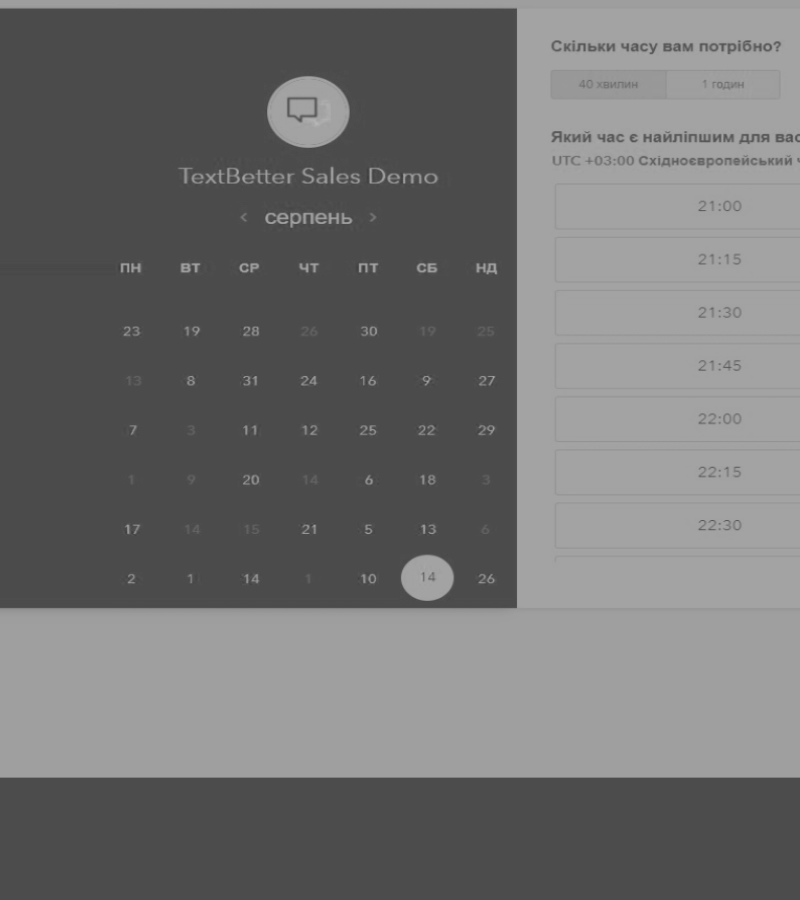 TextBetter Sales Demo
серпень
ПН ВТ СР ЧТ ПТ СБ НД
23 19 28 26 30 19 25
13 8 31 24 16 9 27
7 3 11 12 25 22 29
1 9 20 14 6 18 3
17 14 15 21 5 13 6
2 1 14 1 10 14 26
Скільки часу вам потрібно?
40 хвилин 1 годин
Який час є найліпшим для вас
UTC +03:00 Східноєвропейський
21:00
21:15
21:30
21:45
22:00
22:15
22:30